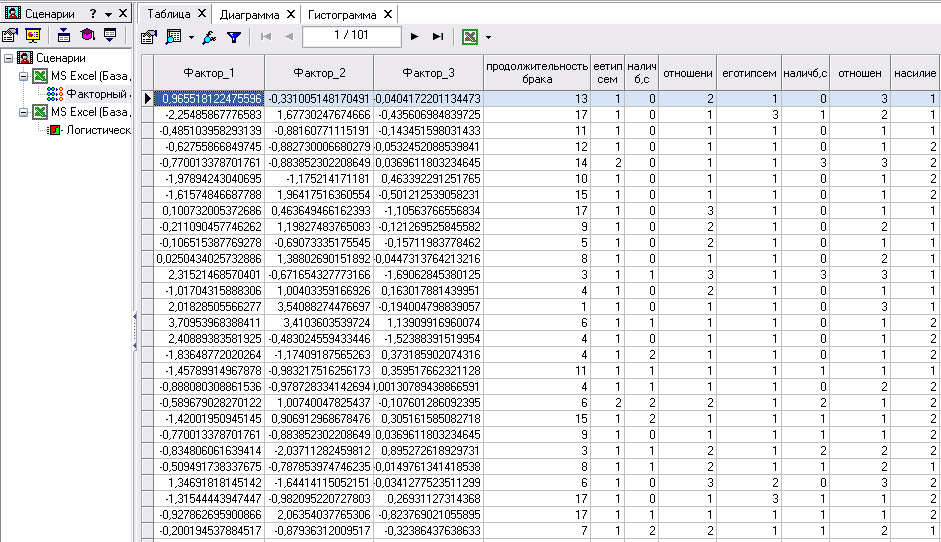 Сценарии ?
Таблица Диаграмма Гистограмма
1 / 101
Сценарии
MS Excel (База,
Факторный
MS Excel (База,
Логистическ
Фактор_1 Фактор_2 Фактор_3 продолжительность брака еетип сем налич б,с отношени еготипсем наличб,с отношен насилие
0,965518122475596 -0,331005148170491 -0,0404172201134473 13 1 0 2 1 0 3 1
-2,25485867776583 1,67730247674666 -0,435606984839725 17 1 0 1 3 1 2 1
-0,485103958293139 -0,88160771115191 -0,143451598031433 11 1 0 1 1 1 1 1
-0,62755866849745 -0,882730006680279 -0,0532452088539841 12 1 0 1 1 1 1 2
-0,770013378701761 -0,883852302208649 0,0369611803234645 14 2 0 1 1 3 3 2
-1,97894243040695 -1,175214171181 0,463392291251765 10 1 0 1 1 1 1 2
-1,61574846687788 1,96417516360554 -0,501212539058231 15 1 0 1 1 1 1 2
0,100732005372686 0,463649466162393 -1,10563766556834 17 1 0 3 1 1 1 2
-0,211090457746262 1,19827483765083 -0,121269525845582 9 1 0 2 1 0 2 1
-0,106515387769278 -0,69073335175545 -0,15711983778462 5 1 0 2 1 1 1 2
0,0250434025732886 1,38802690151892 -0,0447313764213216 8 1 0 1 1 0 2 1
2,31521468570401 -0,671654327773166 -1,69062845380125 3 1 1 3 1 3 3 1
-1,01704315888306 1,00403359166926 0,163017881439951 4 1 0 2 1 0 1 1
2,01828505566277 3,54088274476697 -0,194004798839057 1 1 0 1 1 0 3 1
3,70953968388411 3,4103603539724 1,13909916960074 6 1 1 1 1 0 1 2
2,40889383581925 -0,483024559433446 -1,52388391519954 4 1 0 1 1 0 1 2
-1,83648772020264 -1,17409187565263 0,373185902074316 4 1 2 1 1 0 1 2
-1,45789914967878 -0,983217516256173 0,359517662321128 11 1 1 1 1 1 1 1
-0,888080308861536 -0,978728334142694 0,00130789438866591 4 1 1 1 1 0 2 2
-0,589679028270122 1,00740047825437 -0,107601286092395 6 2 2 2 1 2 1 2
-1,42001950945145 0,906912968678476 0,305161585082718 15 1 2 1 1 1 1 2
-0,770013378701761 -0,883852302208649 0,0369611803234645 9 1 0 1 1 1 1 2
-0,834806061639414 -2,03711282459812 0,895272618929731 3 1 1 2 1 2 2 2
-0,509491738337675 -0,787853974746235 -0,0149761341418538 8 1 1 2 1 1 2 1
1,34691818145142 -1,64414115052151 -0,0341277523511299 6 1 0 3 2 0 3 2
-1,31544443947447 -0,982095220727803 0,26931127314368 17 1 0 1 3 1 1 2
-0,927862695900866 2,06354037765306 -0,823769021055895 17 1 1 1 1 1 1 2
-0,200194537884517 -0,87936312009517 -0,32386437638633 7 1 2 2 1 1 2 1